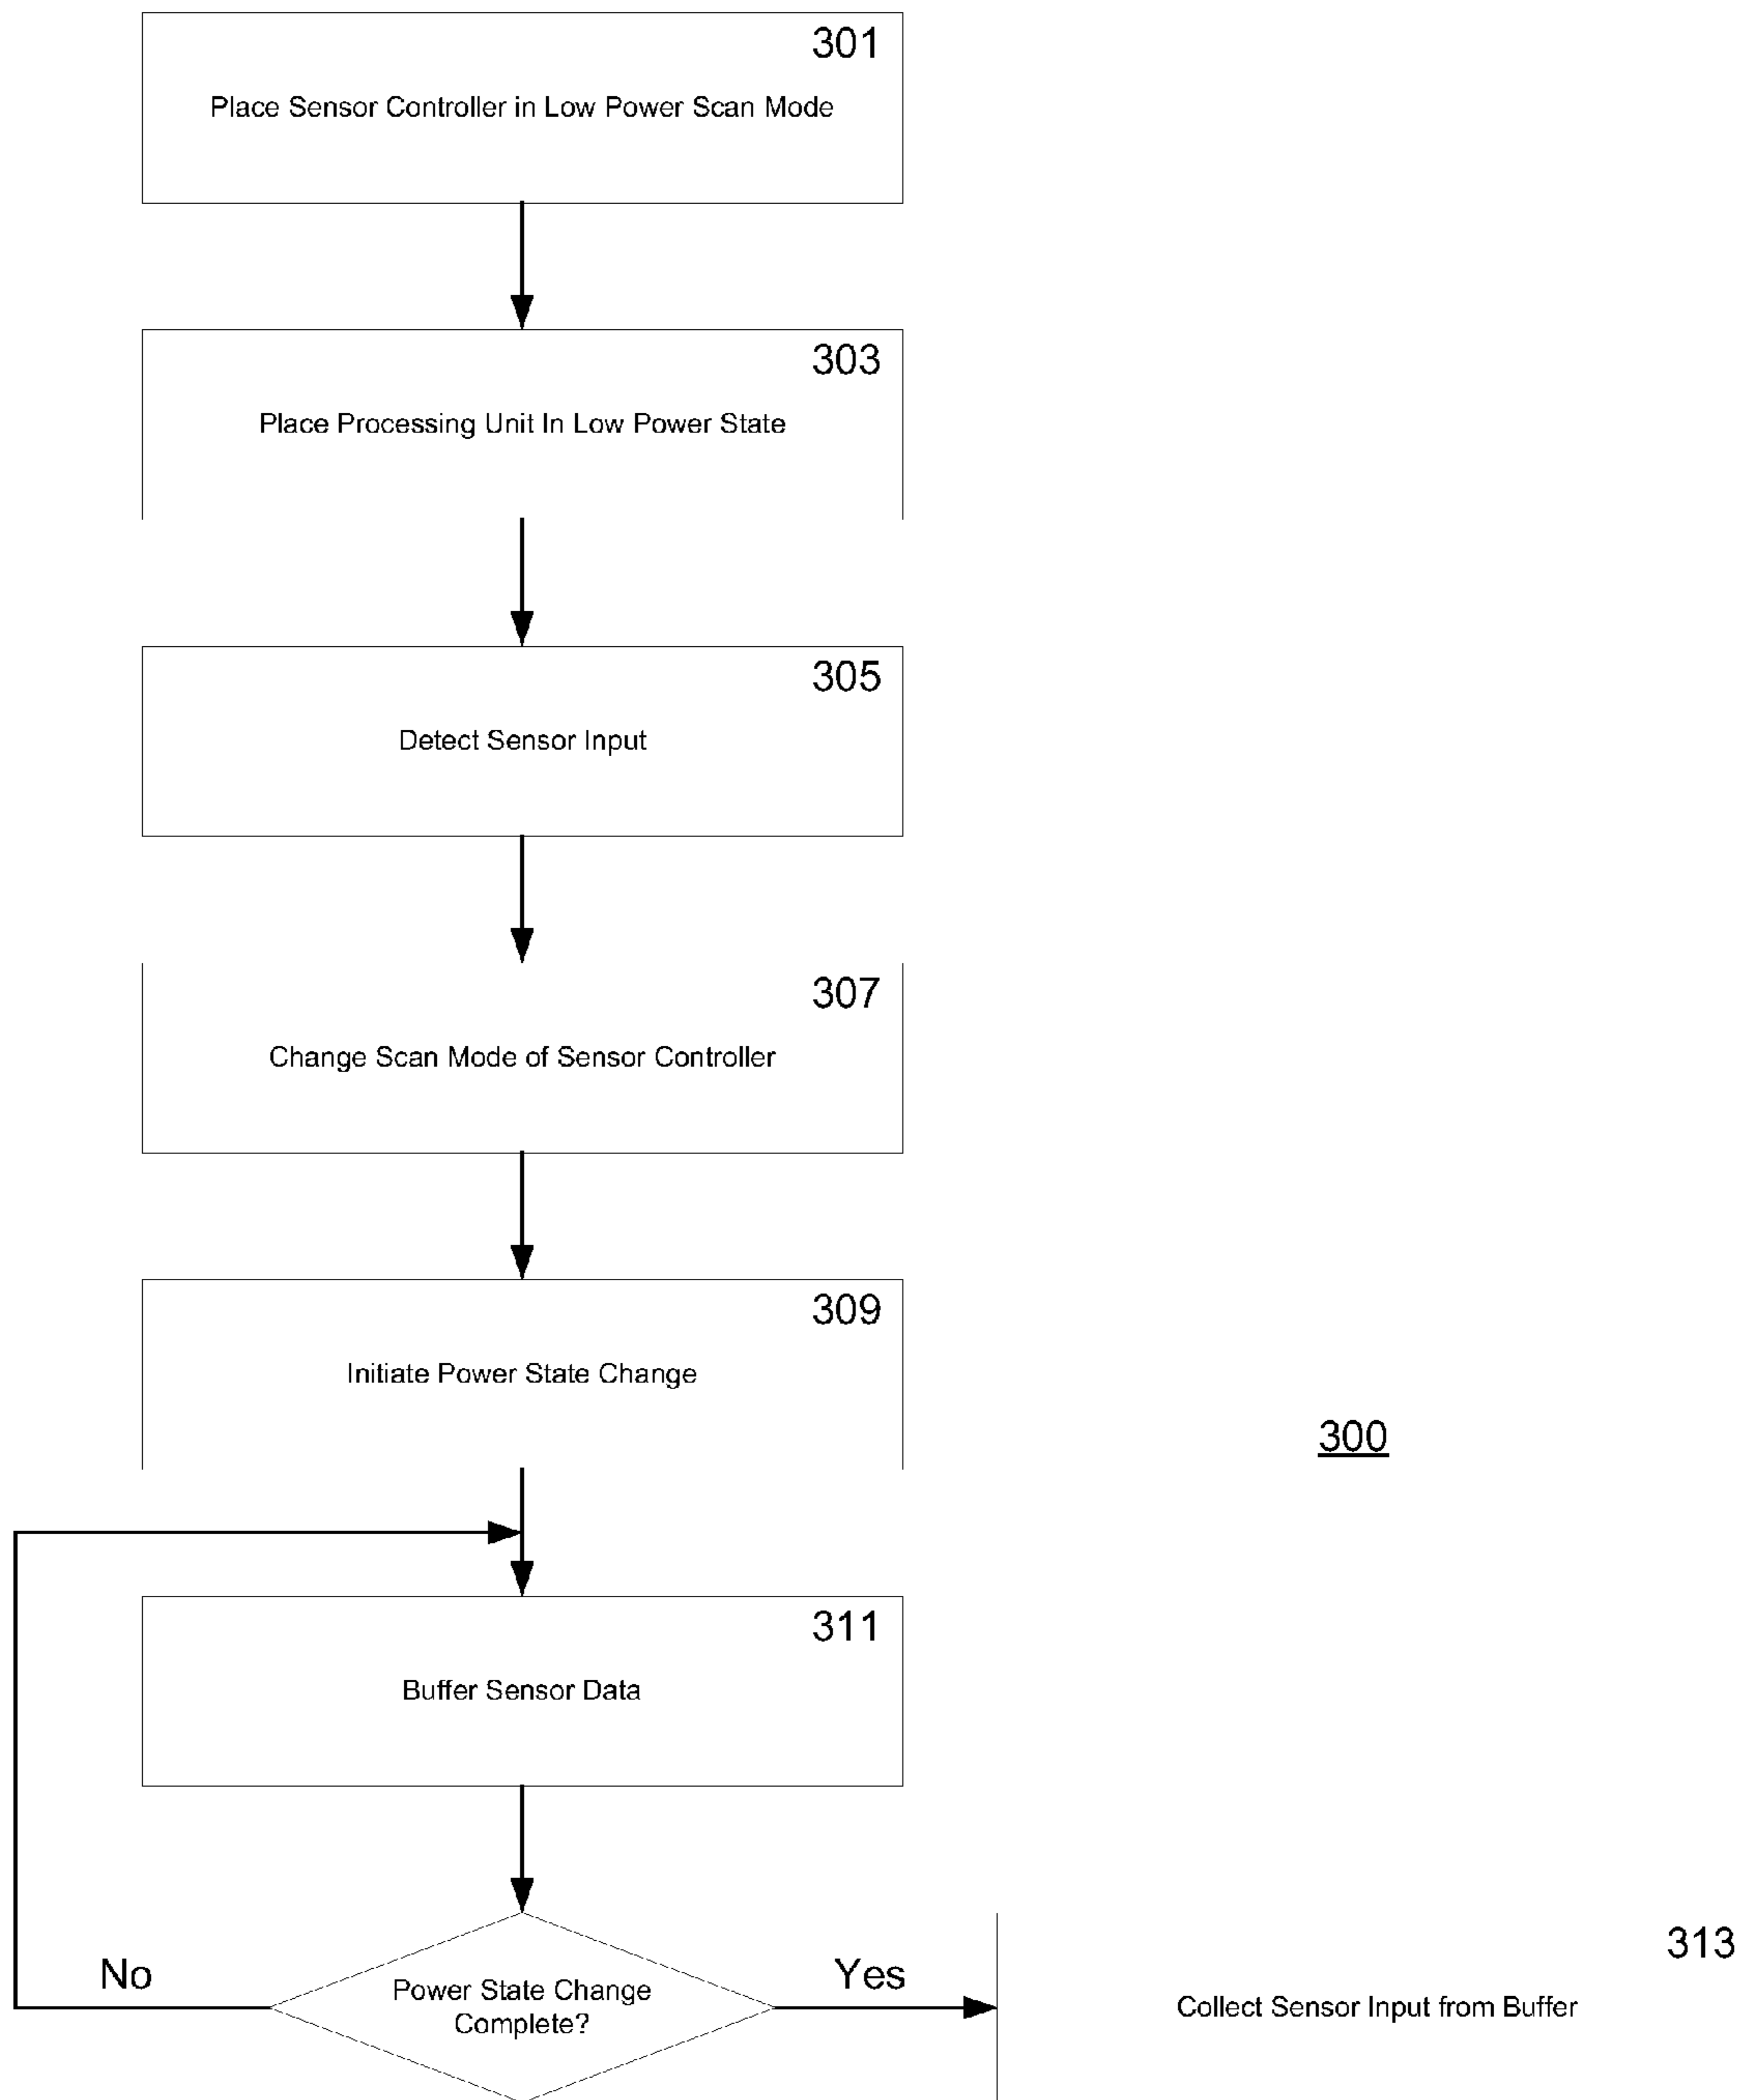 301
Place Sensor Controller in Low Power Scan Mode
303
Place Processing Unit In Low Power State
305
Detect Sensor Input
307
Change Scan Mode of Sensor Controller
309
Initiate Power State Change
300
311
Buffer Sensor Data
No
Power State Change
Complete?
Yes
313
Collect Sensor Input from Buffer